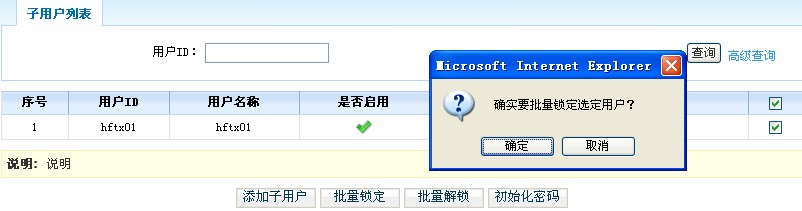 子用户列表
用户ID： 查询 高级查询
Microsoft Internet Explorer
确实要批量锁定选定用户？
确定 取消
序号 用户ID 用户名称 是否启用
1 hftx01 hftx01
说明：说明
添加子用户 批量锁定 批量解锁 初始化密码